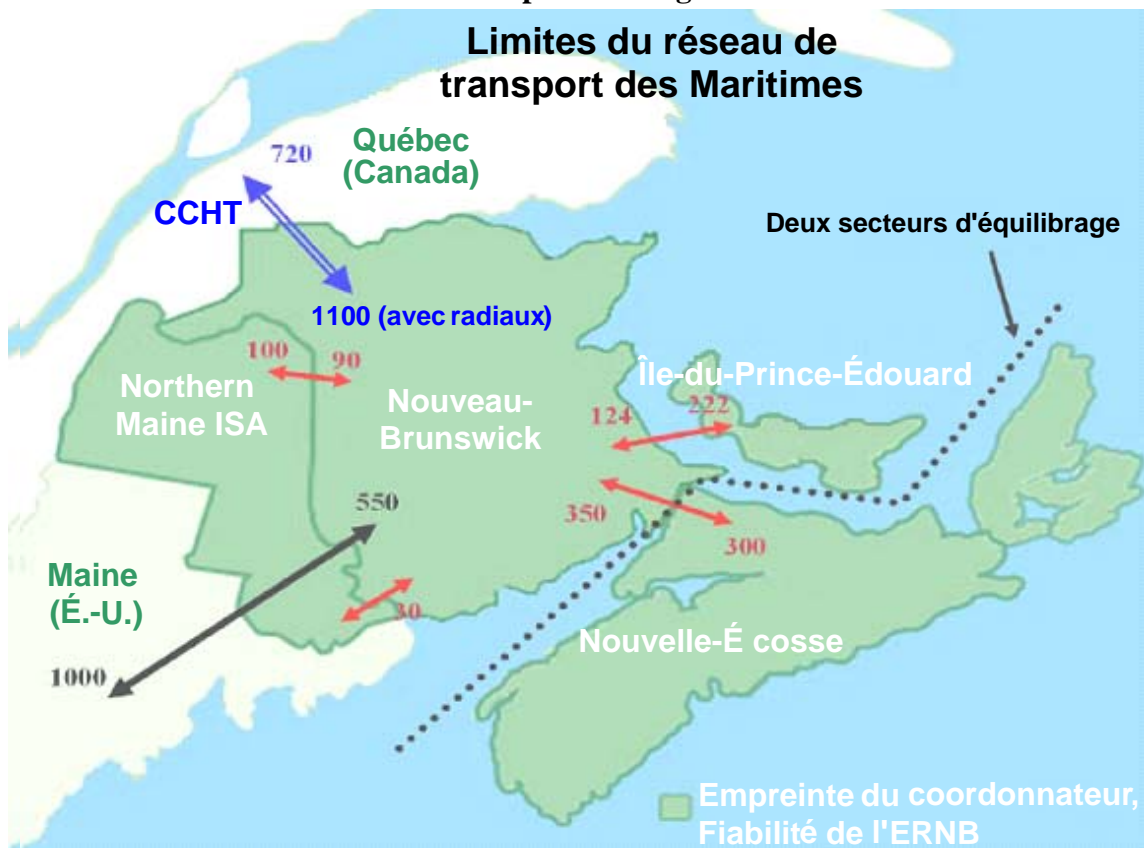 Limites du réseau de
transport des Maritimes
Québec
(Canada)
720
CCHT
1100 (avec radiaux)
Deux secteurs d'équilibrage
100
90
Northern
Maine ISA
Nouveau-
Brunswick
Île-du-Prince-Édouard
124
222
550
350
300
Maine
(É.-U.)
30
1000
Nouvelle-É cosse
Empreinte du coordonnateur,
Fiabilité de l'ERNB